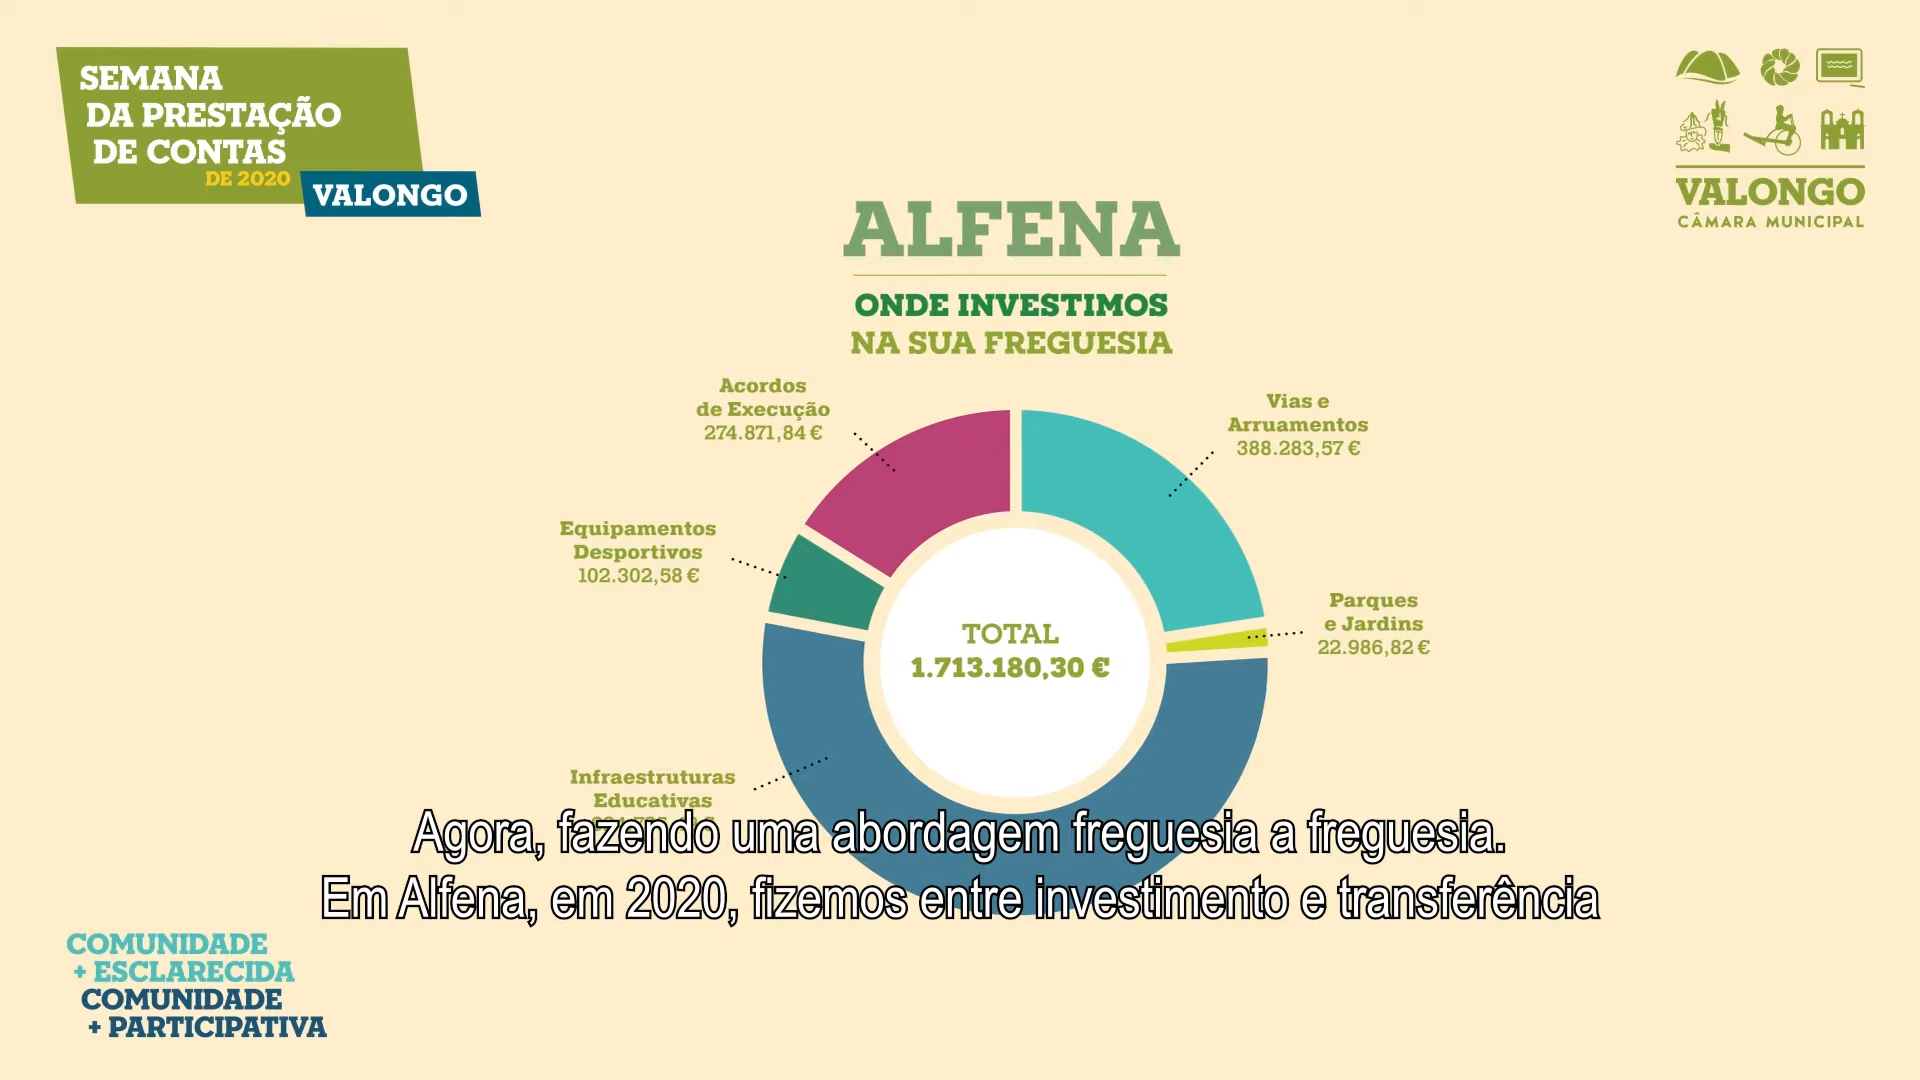 SEMANA
DA PRESTAÇÃO
DE CONTAS
DE 2020
VALONGO
VALONGO
CÂMARA MUNICIPAL
ALFENA
ONDE INVESTIMOS
NA SUA FREGUESIA
Acordos
de Execução
274.871,84 €
Vias e
Arruamentos
388.283,57 €
Equipamentos
Desportivos
102.302,58 €
Parques
e Jardins
22.986,82 €
TOTAL
1.713.180,30 €
Infraestruturas
Educativas
Agora, fazendo uma abordagem freguesia a freguesia.
Em Alfena, em 2020, fizemos entre investimento e transferência
COMUNIDADE
+ ESCLARECIDA
COMUNIDADE
+ PARTICIPATIVA